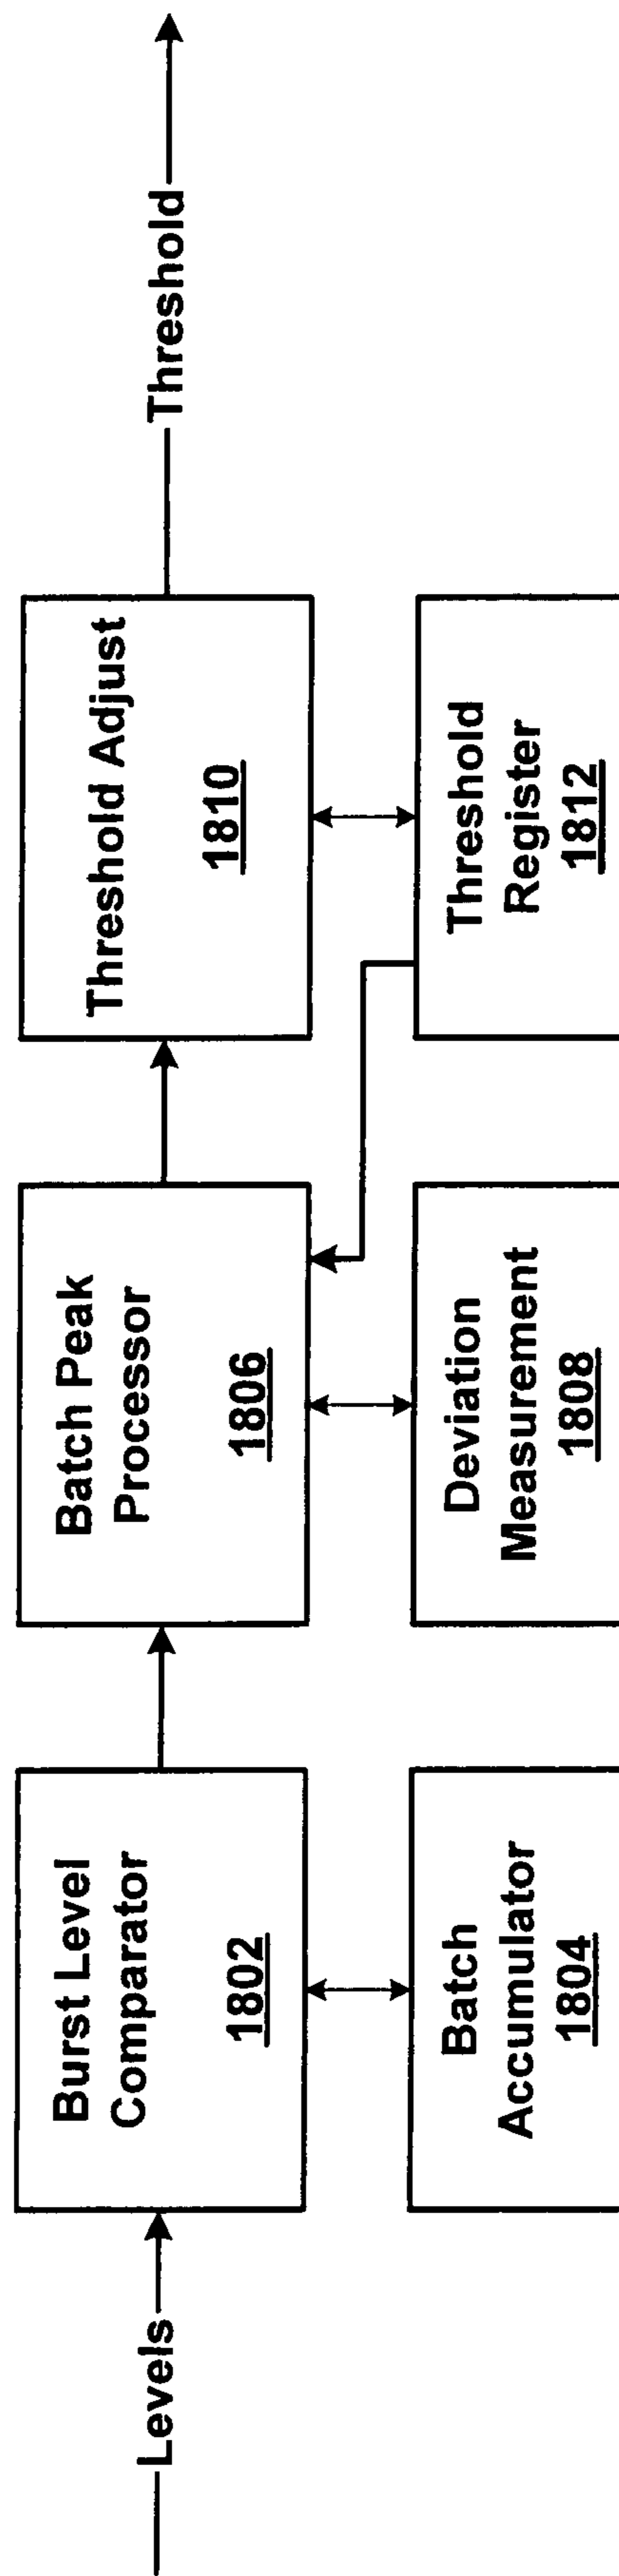 Levels
Burst Level
Comparator
1802
Batch
Accumulator
1804
Batch Peak
Processor
1806
Deviation
Measurement
1808
Threshold Adjust
1810
Threshold
Register
1812
Threshold